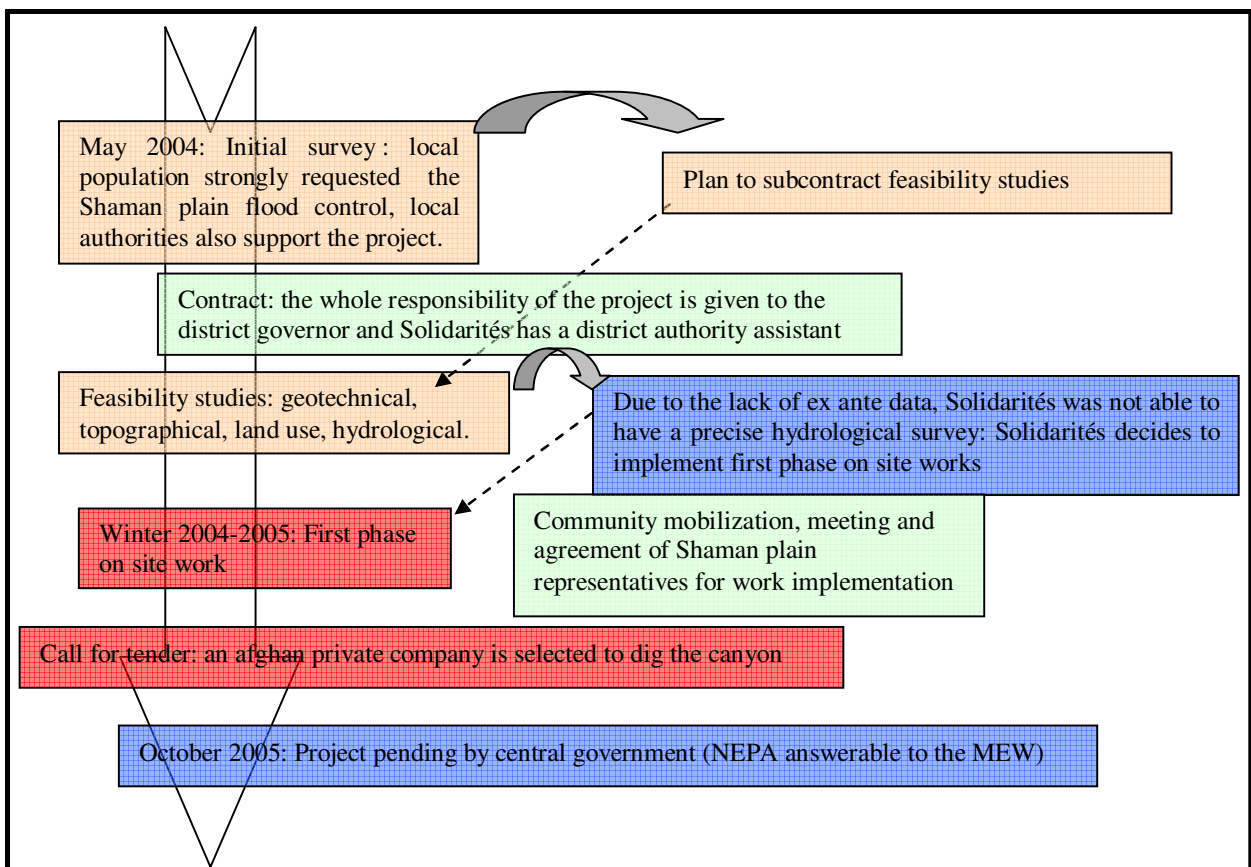 May 2004: Initial survey : local
population strongly requested the
Shaman plain flood control, local
authorities also support the project.
Plan to subcontract feasibility studies
Contract: the whole responsibility of the project is given to the
district governor and Solidarités has a district authority assistant
Feasibility studies: geotechnical,
topographical, land use, hydrological.
Due to the lack of ex ante data, Solidarités was not able to
have a precise hydrological survey: Solidarités decides to
implement first phase on site works
Winter 2004-2005: First phase
on site work
Community mobilization, meeting and
agreement of Shaman plain
representatives for work implementation
Call for tender: an afghan private company is selected to dig the canyon
October 2005: Project pending by central government (NEPA answerable to the MEW)